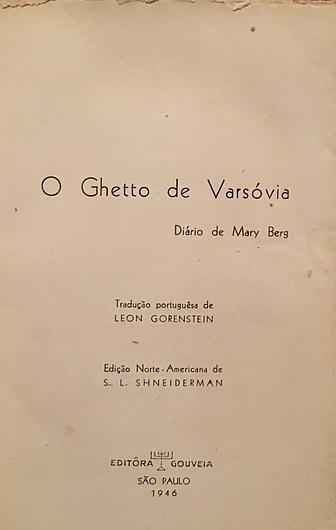 O Ghetto de Varsóvia
Diário de Mary Berg
Tradução portuguêsa de
LEON GORENSTEIN
Edição Norte-Americana de
S. L. SHNEIDERMAN
EDITÔRA GOUVEIA
SÃO PAULO
1946